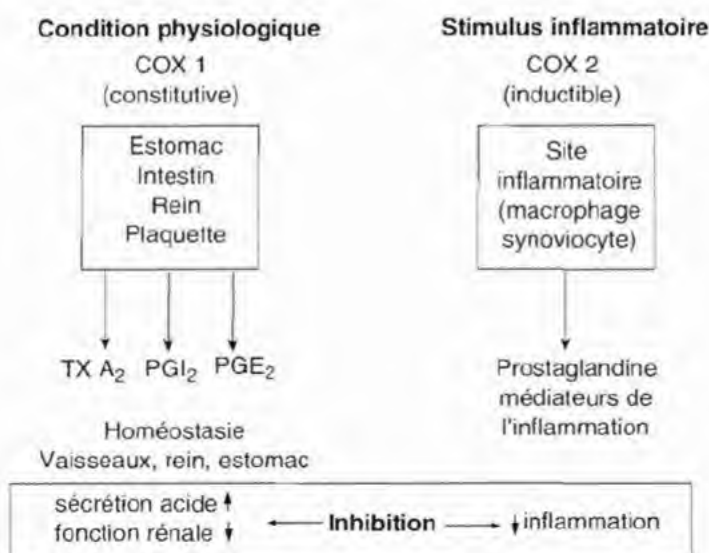 Condition physiologique
COX 1
(constitutive)
Estomac
Intestin
Rein
Plaquette
TX A₂ PGI₂ PGE₂
Homéostasie
Vaisseaux, rein, estomac
Stimulus inflammatoire
COX 2
(inductible)
Site
inflammatoire
(macrophage
synoviocyte)
Prostaglandine
médiateurs de
l'inflammation
sécrétion acide ↑
fonction rénale ↓
← Inhibition →
↓ inflammation